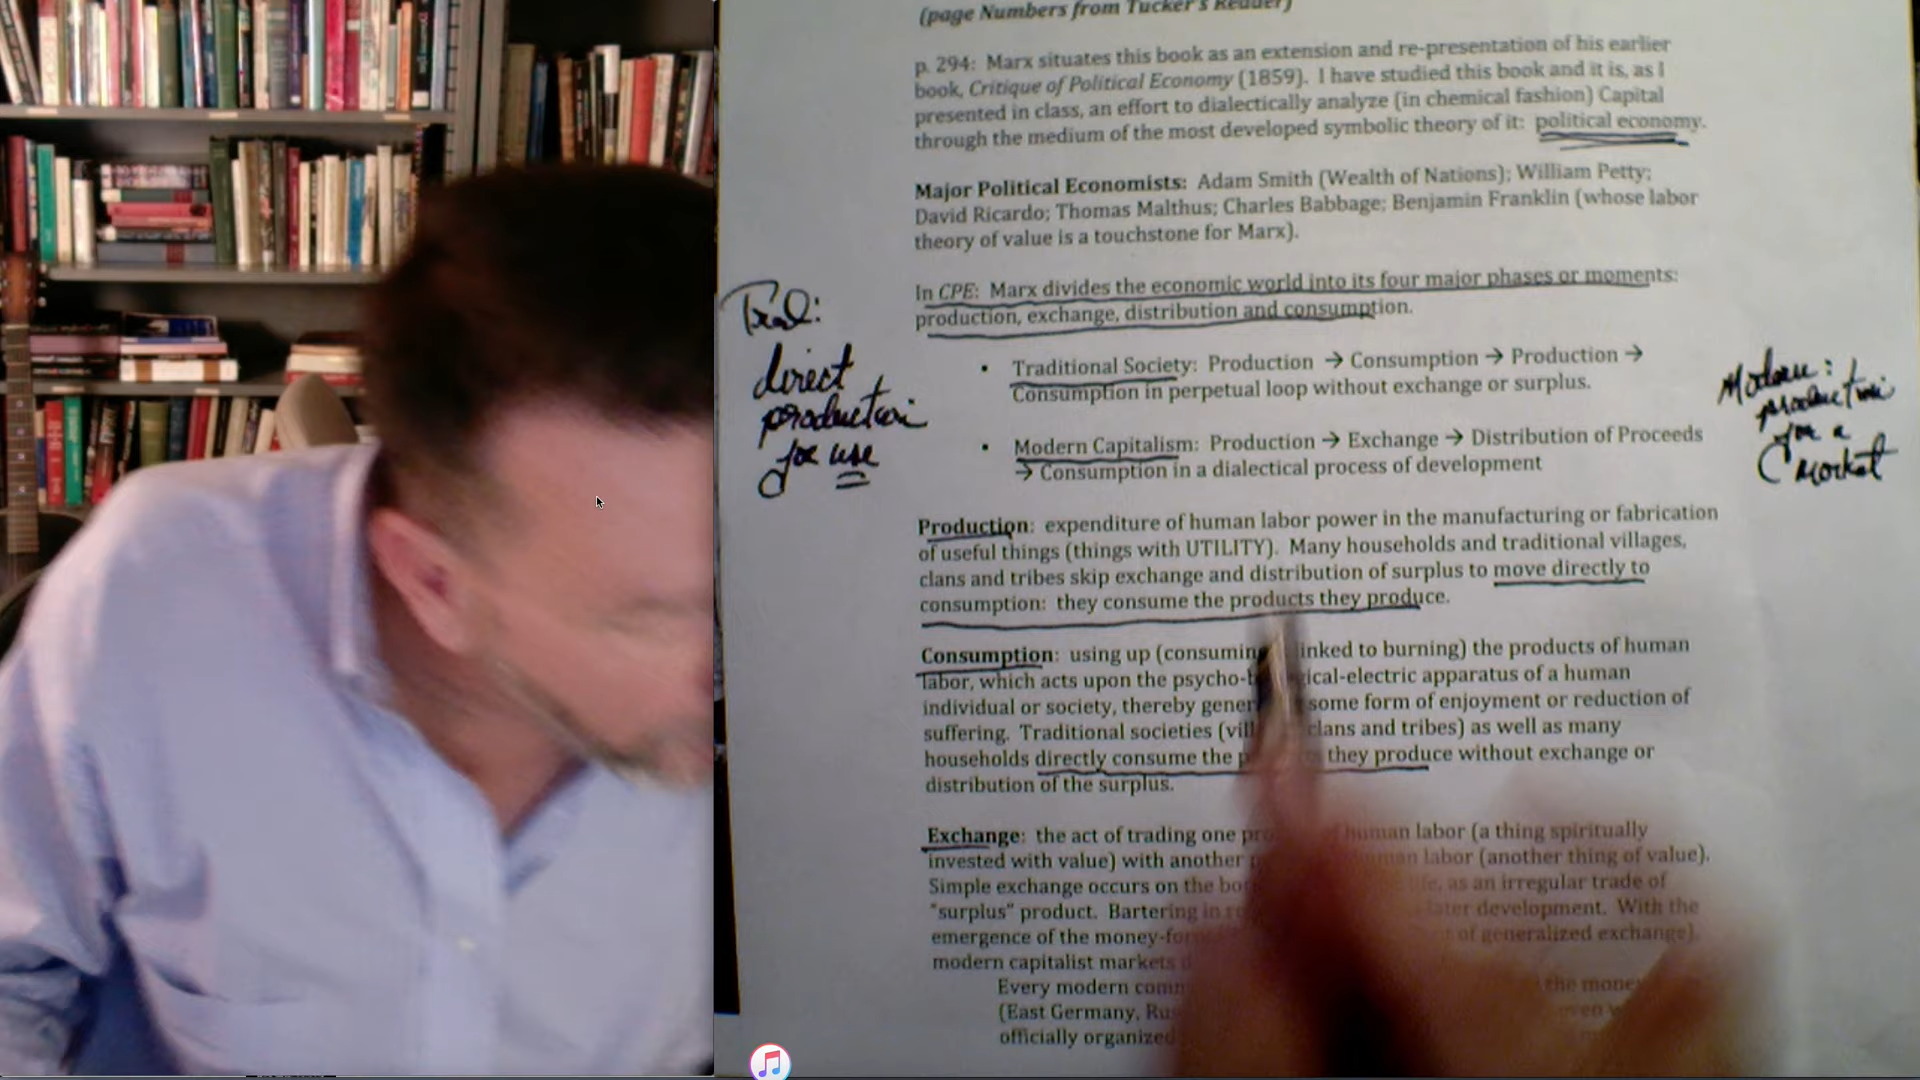 (page Numbers from Tucker's Reader)
p. 294: Marx situates this book as an extension and re-presentation of his earlier
book, Critique of Political Economy (1859). I have studied this book and it is, as I
presented in class, an effort to dialectically analyze (in chemical fashion) Capital
through the medium of the most developed symbolic theory of it: political economy.
Major Political Economists: Adam Smith (Wealth of Nations); William Petty;
David Ricardo; Thomas Malthus; Charles Babbage; Benjamin Franklin (whose labor
theory of value is a touchstone for Marx).
In CPE: Marx divides the economic world into its four major phases or moments:
production, exchange, distribution and consumption.
Trad:
direct
production
for use
• Traditional Society: Production → Consumption → Production →
Consumption in perpetual loop without exchange or surplus.
• Modern Capitalism: Production → Exchange → Distribution of Proceeds
→ Consumption in a dialectical process of development
Modern:
production
for a
market
Production: expenditure of human labor power in the manufacturing or fabrication
of useful things (things with UTILITY). Many households and traditional villages,
clans and tribes skip exchange and distribution of surplus to move directly to
consumption: they consume the products they produce.
Consumption: using up (consuming linked to burning) the products of human
labor, which acts upon the psycho- ical-electric apparatus of a human
individual or society, thereby gener some form of enjoyment or reduction of
suffering. Traditional societies (vill clans and tribes) as well as many
households directly consume the they produce without exchange or
distribution of the surplus.
Exchange: the act of trading one human labor (a thing spiritually
invested with value) with another human labor (another thing of value).
Simple exchange occurs on the life, as an irregular trade of
"surplus" product. Bartering in later development. With the
emergence of the money-for of generalized exchange),
modern capitalist markets
Every modern comm the money
(East Germany, Rus
officially organized